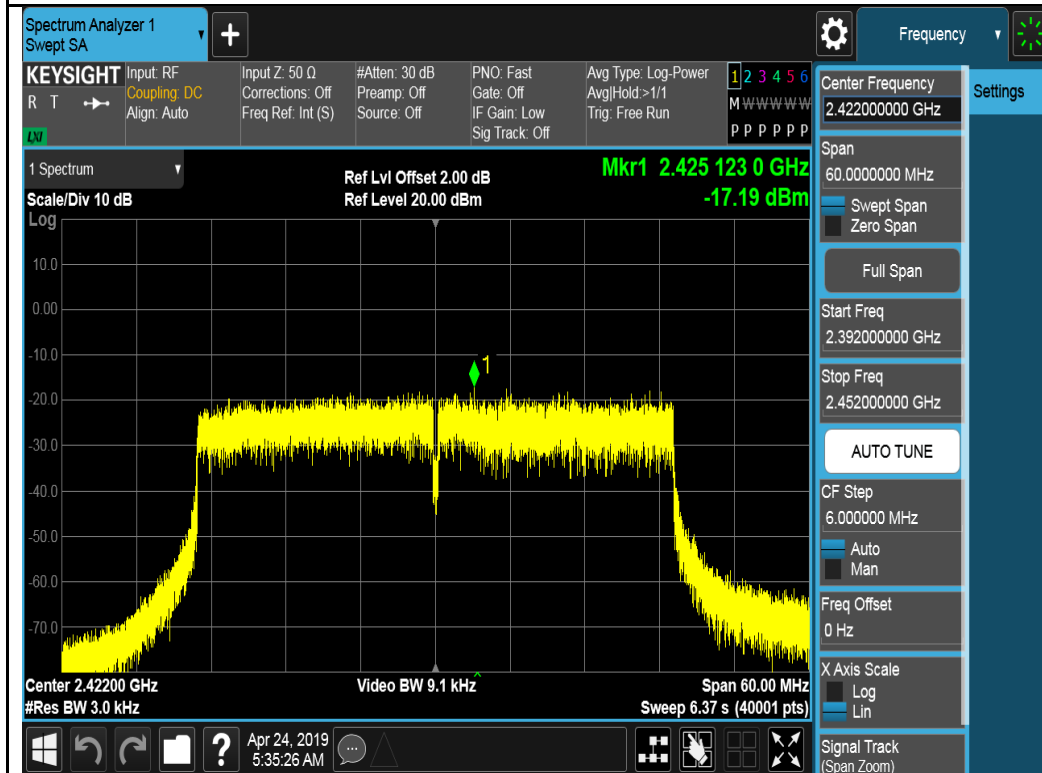 Spectrum Analyzer 1
Swept SA
+
Frequency
KEYSIGHT
R T
LXI
Input: RF
Coupling: DC
Align: Auto
Input Z: 50 Ω
Corrections: Off
Freq Ref: Int (S)
#Atten: 30 dB
Preamp: Off
Source: Off
PNO: Fast
Gate: Off
IF Gain: Low
Sig Track: Off
Avg Type: Log-Power
Avg|Hold:>1/1
Trig: Free Run
1 2 3 4 5 6
M W W W W W
P P P P P P
1 Spectrum
Scale/Div 10 dB
Log
Ref Lvl Offset 2.00 dB
Ref Level 20.00 dBm
Mkr1 2.425 123 0 GHz
-17.19 dBm
10.0
0.00
-10.0
-20.0
-30.0
-40.0
-50.0
-60.0
-70.0
1
Center 2.42200 GHz
#Res BW 3.0 kHz
Video BW 9.1 kHz
Span 60.00 MHz
Sweep 6.37 s (40001 pts)
Center Frequency
2.422000000 GHz
Span
60.0000000 MHz
Swept Span
Zero Span
Full Span
Start Freq
2.392000000 GHz
Stop Freq
2.452000000 GHz
AUTO TUNE
CF Step
6.000000 MHz
Auto
Man
Freq Offset
0 Hz
X Axis Scale
Log
Lin
Signal Track
(Span Zoom)
Settings
?
Apr 24, 2019
5:35:26 AM